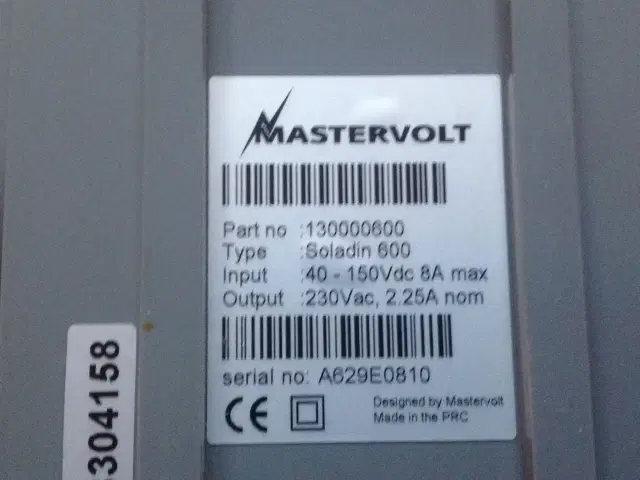 MASTERVOLT
Part no :130000600
Type :Soladin 600
Input :40 - 150Vdc 8A max
Output :230Vac, 2.25A nom
serial no: A629E0810
CE
Designed by Mastervolt
Made in the PRC
304158